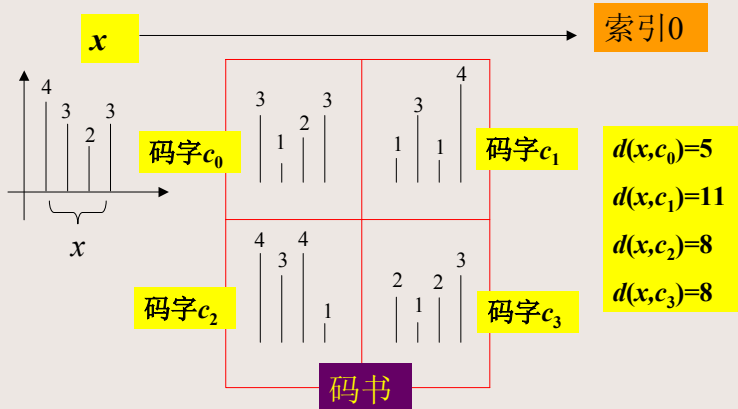 x
索引0
4 3 2 3
x
码字c₀
3 1 2 3
1 3 1 4
码字c₁
码字c₂
4 3 4 1
2 1 2 3
码字c₃
码书
d(x,c₀)=5
d(x,c₁)=11
d(x,c₂)=8
d(x,c₃)=8